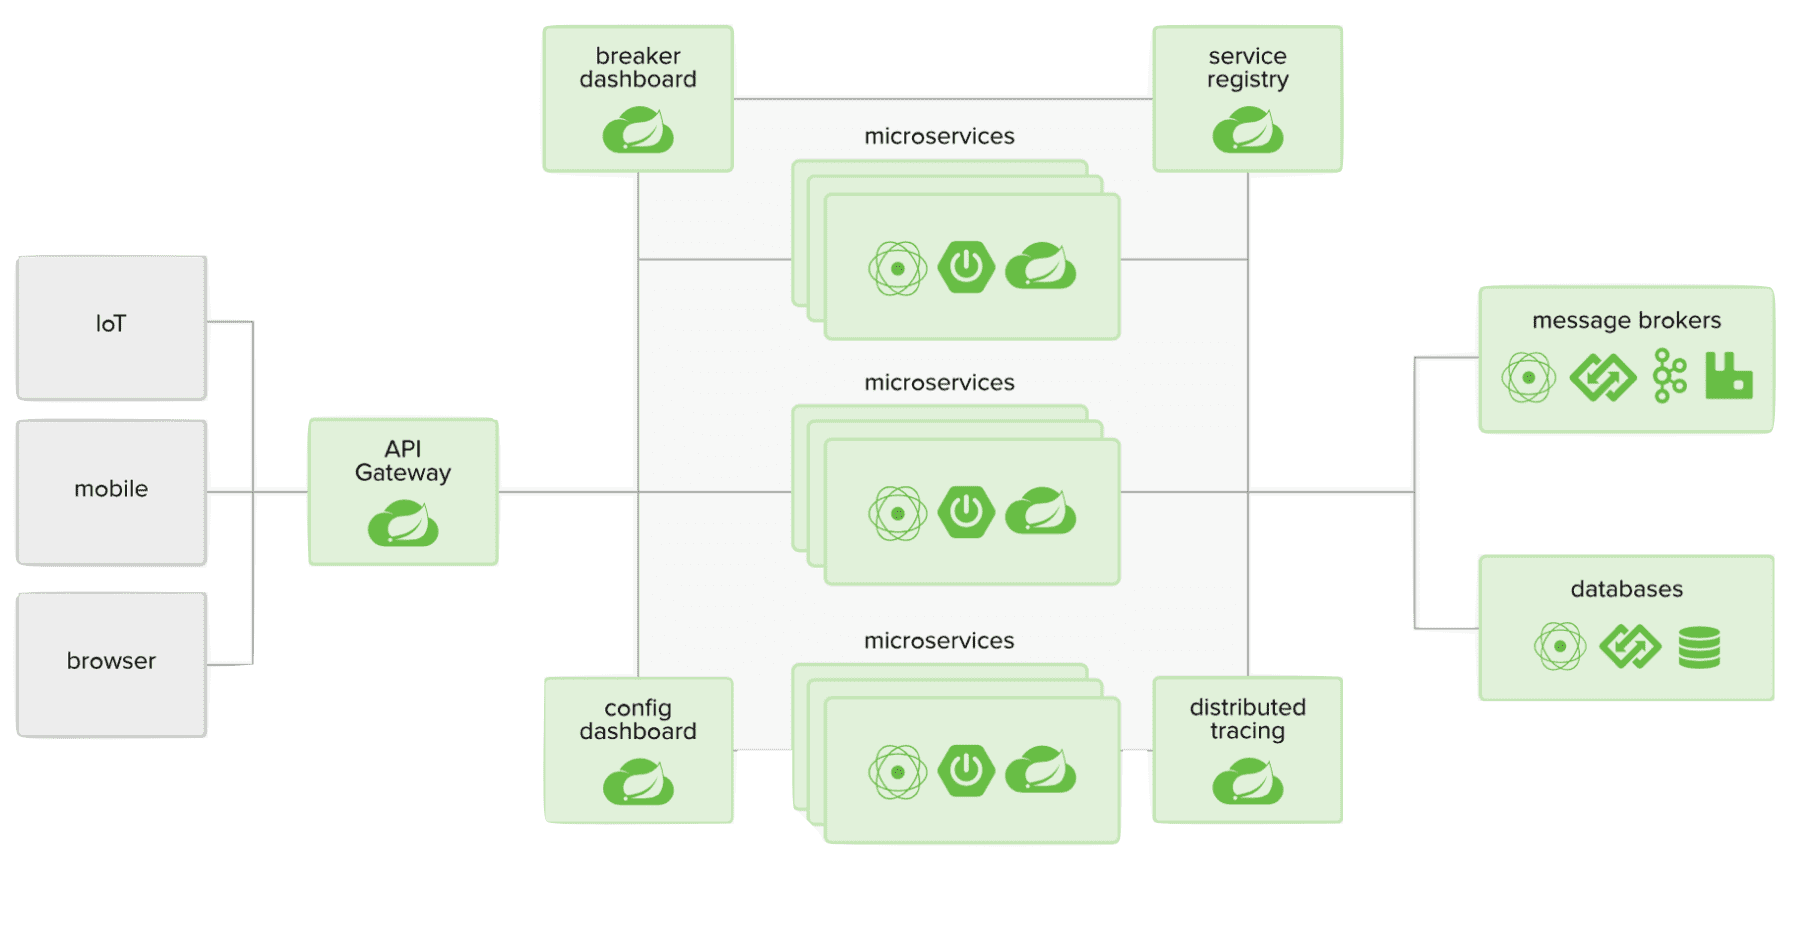 breaker
dashboard
service
registry
microservices
IoT
message brokers
microservices
API
Gateway
mobile
databases
microservices
browser
config
dashboard
distributed
tracing